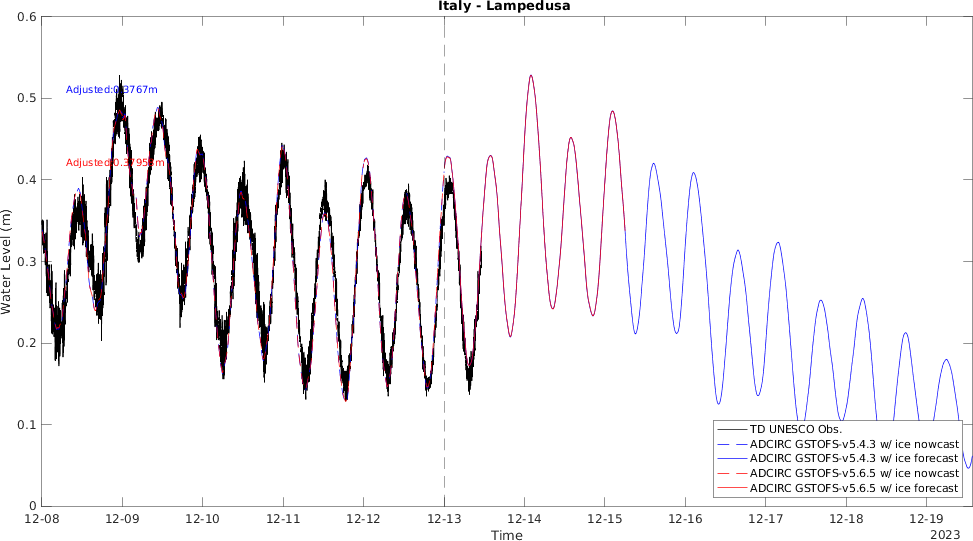 Italy - Lampedusa
0.6
0.5
0.4
0.3
0.2
0.1
0
Water Level (m)
Adjusted:0.3767m
Adjusted:0.3795m
12-08 12-09 12-10 12-11 12-12 12-13 12-14 12-15 12-16 12-17 12-18 12-19
2023
Time
TD UNESCO Obs.
ADCIRC GSTOFS-v5.4.3 w/ ice nowcast
ADCIRC GSTOFS-v5.4.3 w/ ice forecast
ADCIRC GSTOFS-v5.6.5 w/ ice nowcast
ADCIRC GSTOFS-v5.6.5 w/ ice forecast